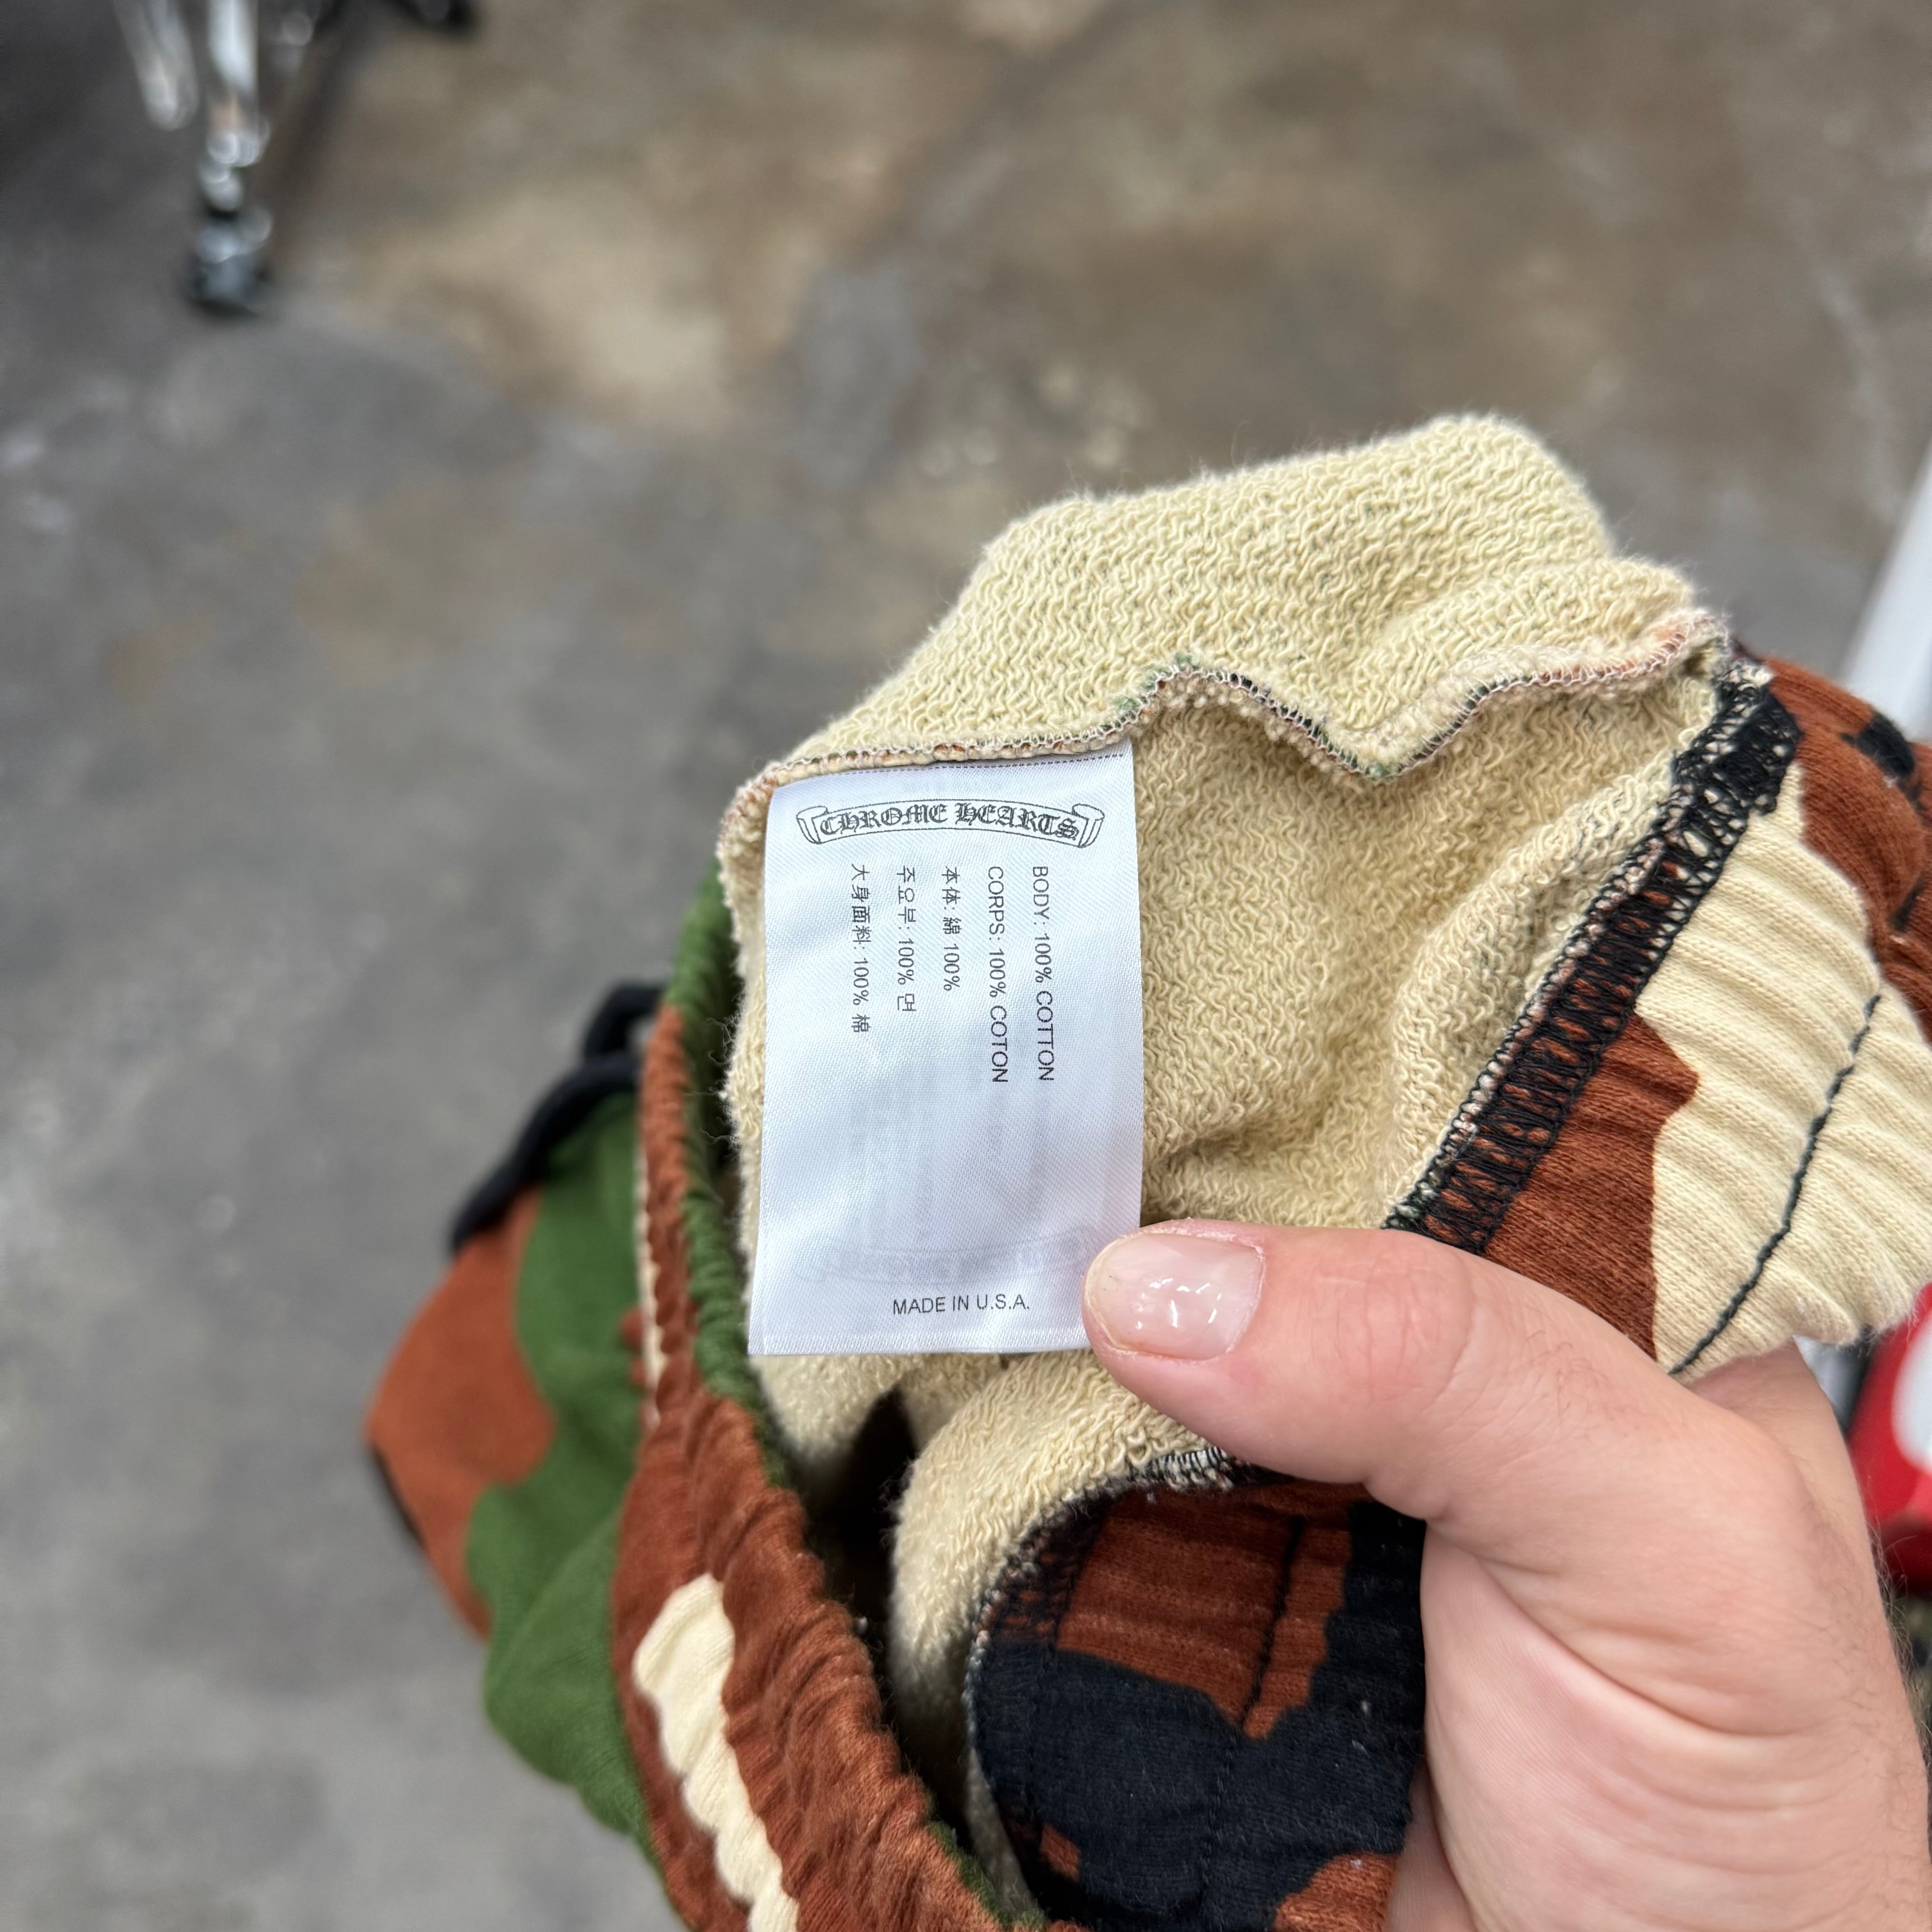 CHROME HEARTS
BODY: 100% COTTON
CORPS: 100% COTON
本体: 綿 100%
주요부: 100% 면
大身面料: 100% 棉
MADE IN U.S.A.